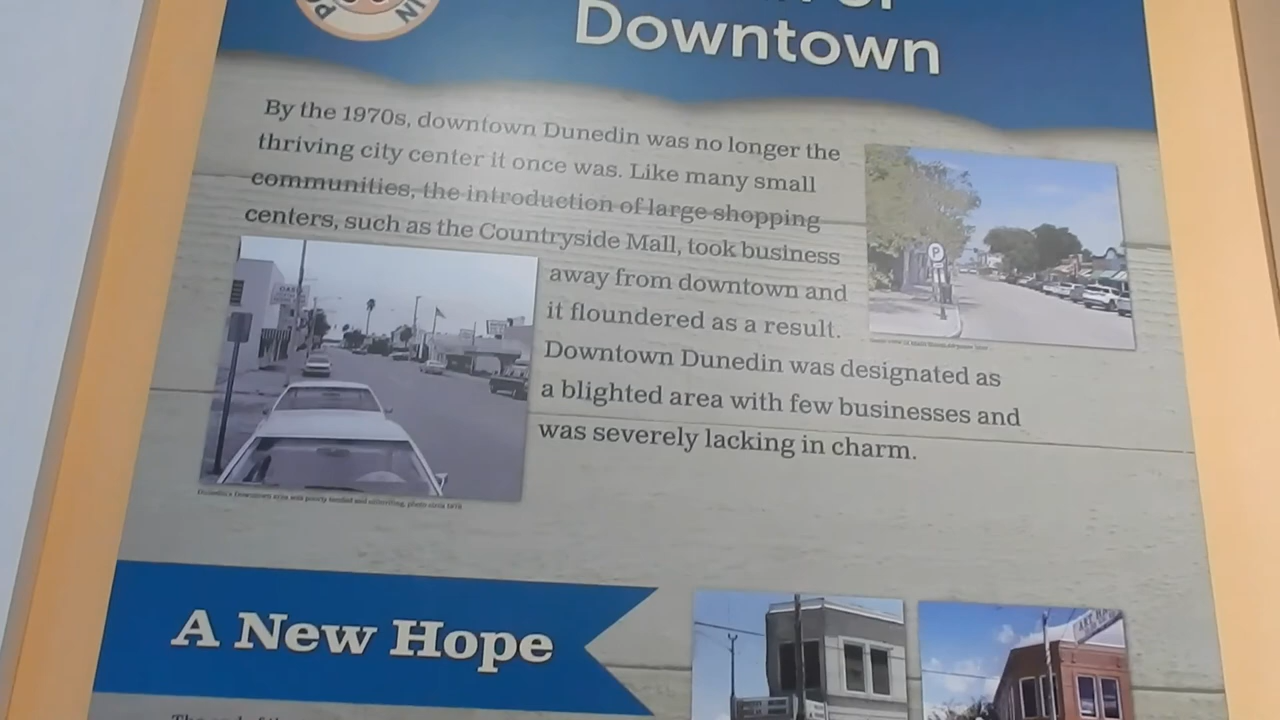 Downtown
By the 1970s, downtown Dunedin was no longer the
thriving city center it once was. Like many small
communities, the introduction of large shopping
centers, such as the Countryside Mall, took business
away from downtown and
it floundered as a result.
Downtown Dunedin was designated as
a blighted area with few businesses and
was severely lacking in charm.
P
A New Hope